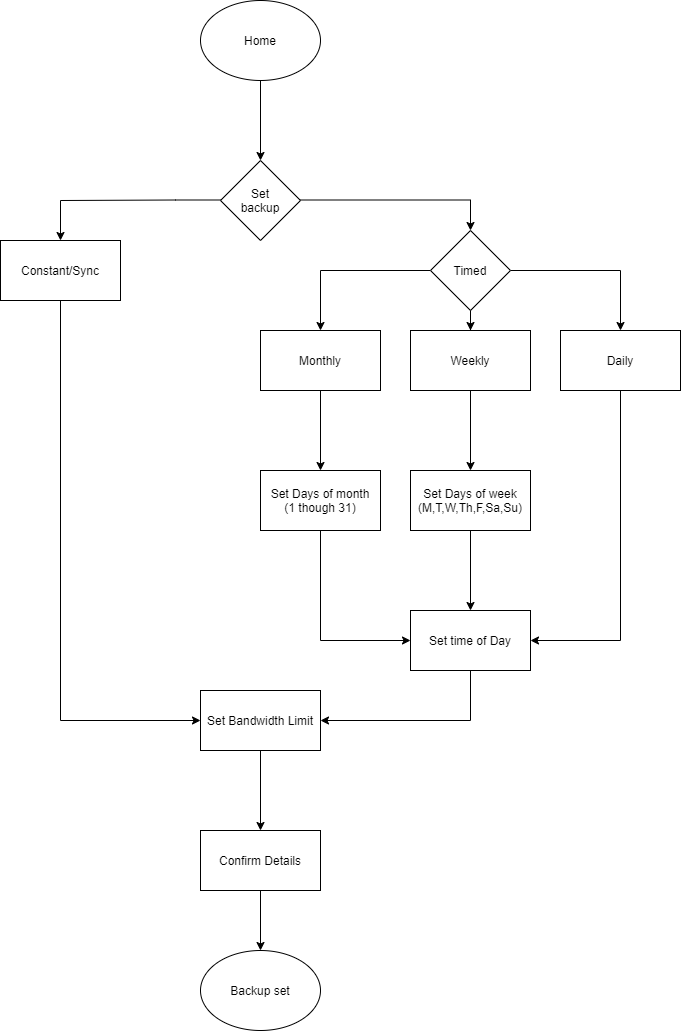 Home
Set
backup
Constant/Sync
Timed
Monthly
Weekly
Daily
Set Days of month
(1 though 31)
Set Days of week
(M,T,W,Th,F,Sa,Su)
Set time of Day
Set Bandwidth Limit
Confirm Details
Backup set